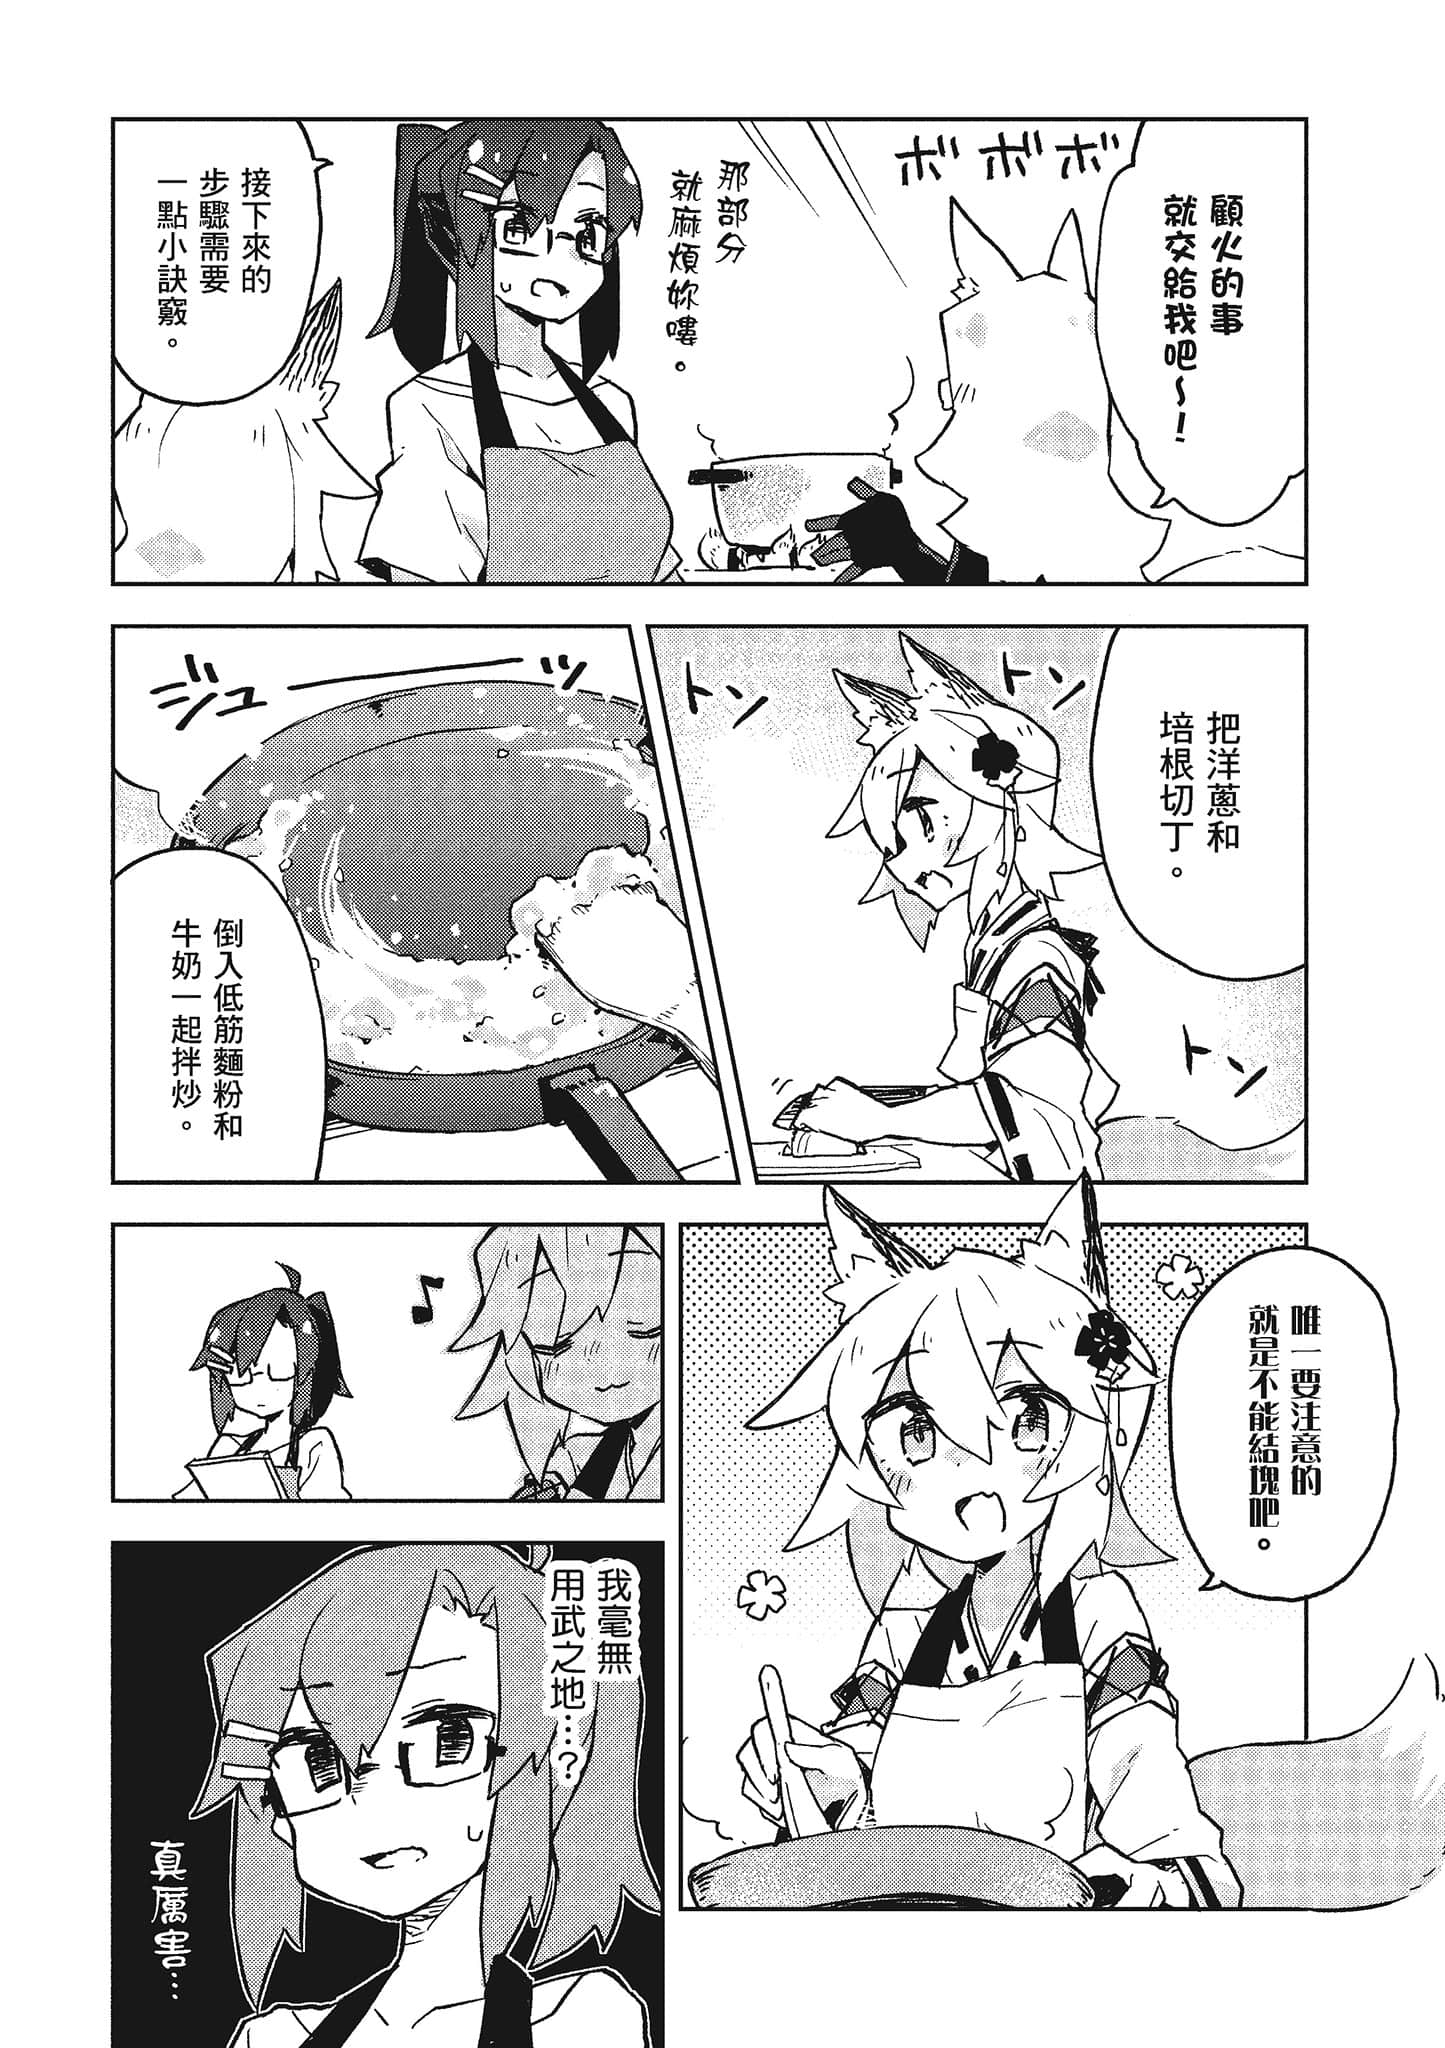 顧火的事
就交給我吧～！
ボボボ
那部分
就麻煩妳嘍。
接下來的
步驟需要
一點小訣竅。
把洋蔥和
培根切丁。
トン
トン
トン
ジューッ
倒入低筋麵粉和
牛奶一起拌炒。
唯一要注意的
就是不能結塊吧。
♪
我毫無
用武之地…？
真厲害…